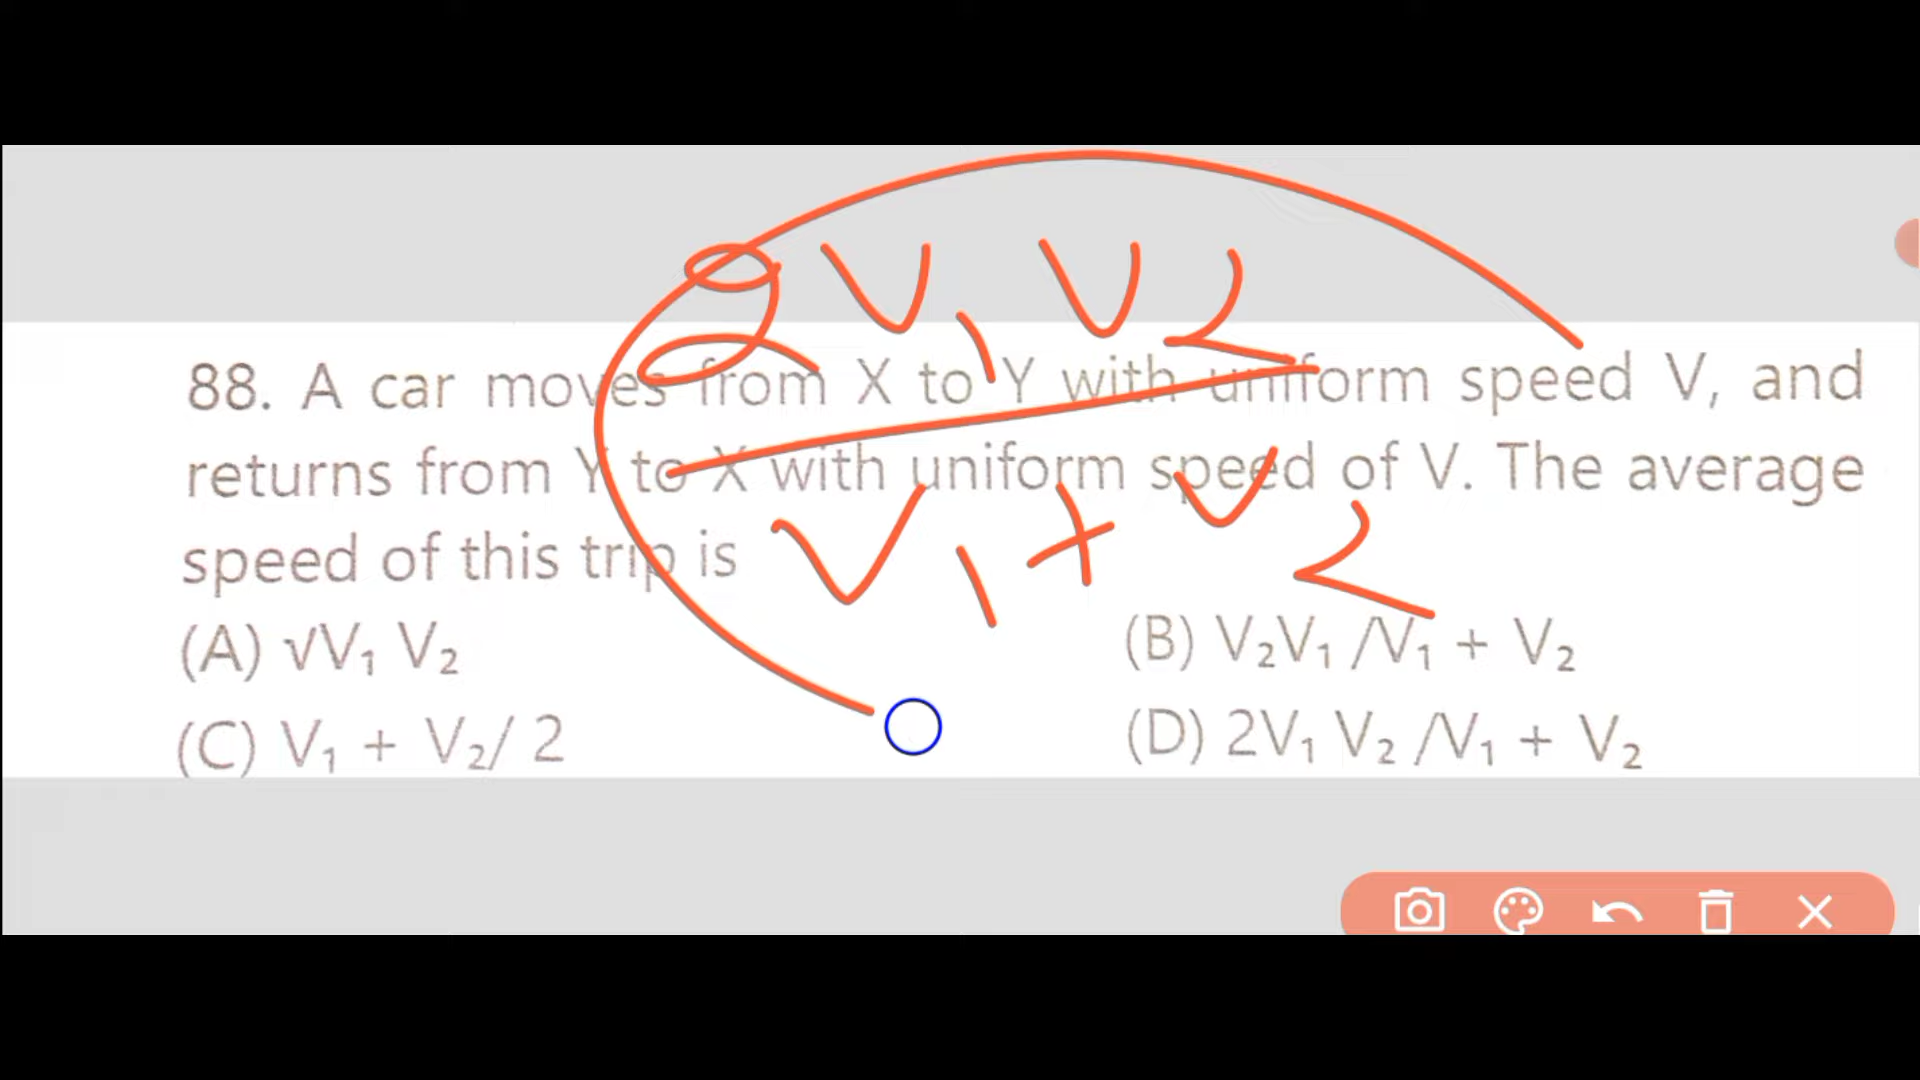 2V₁V₂
88. A car moves from X to Y with uniform speed V, and
returns from Y to X with uniform speed of V. The average
V₁+V₂
speed of this trip is
(A) √V₁ V₂
(B) V₂V₁ /V₁ + V₂
(C) V₁ + V₂/ 2
(D) 2V₁ V₂ /V₁ + V₂